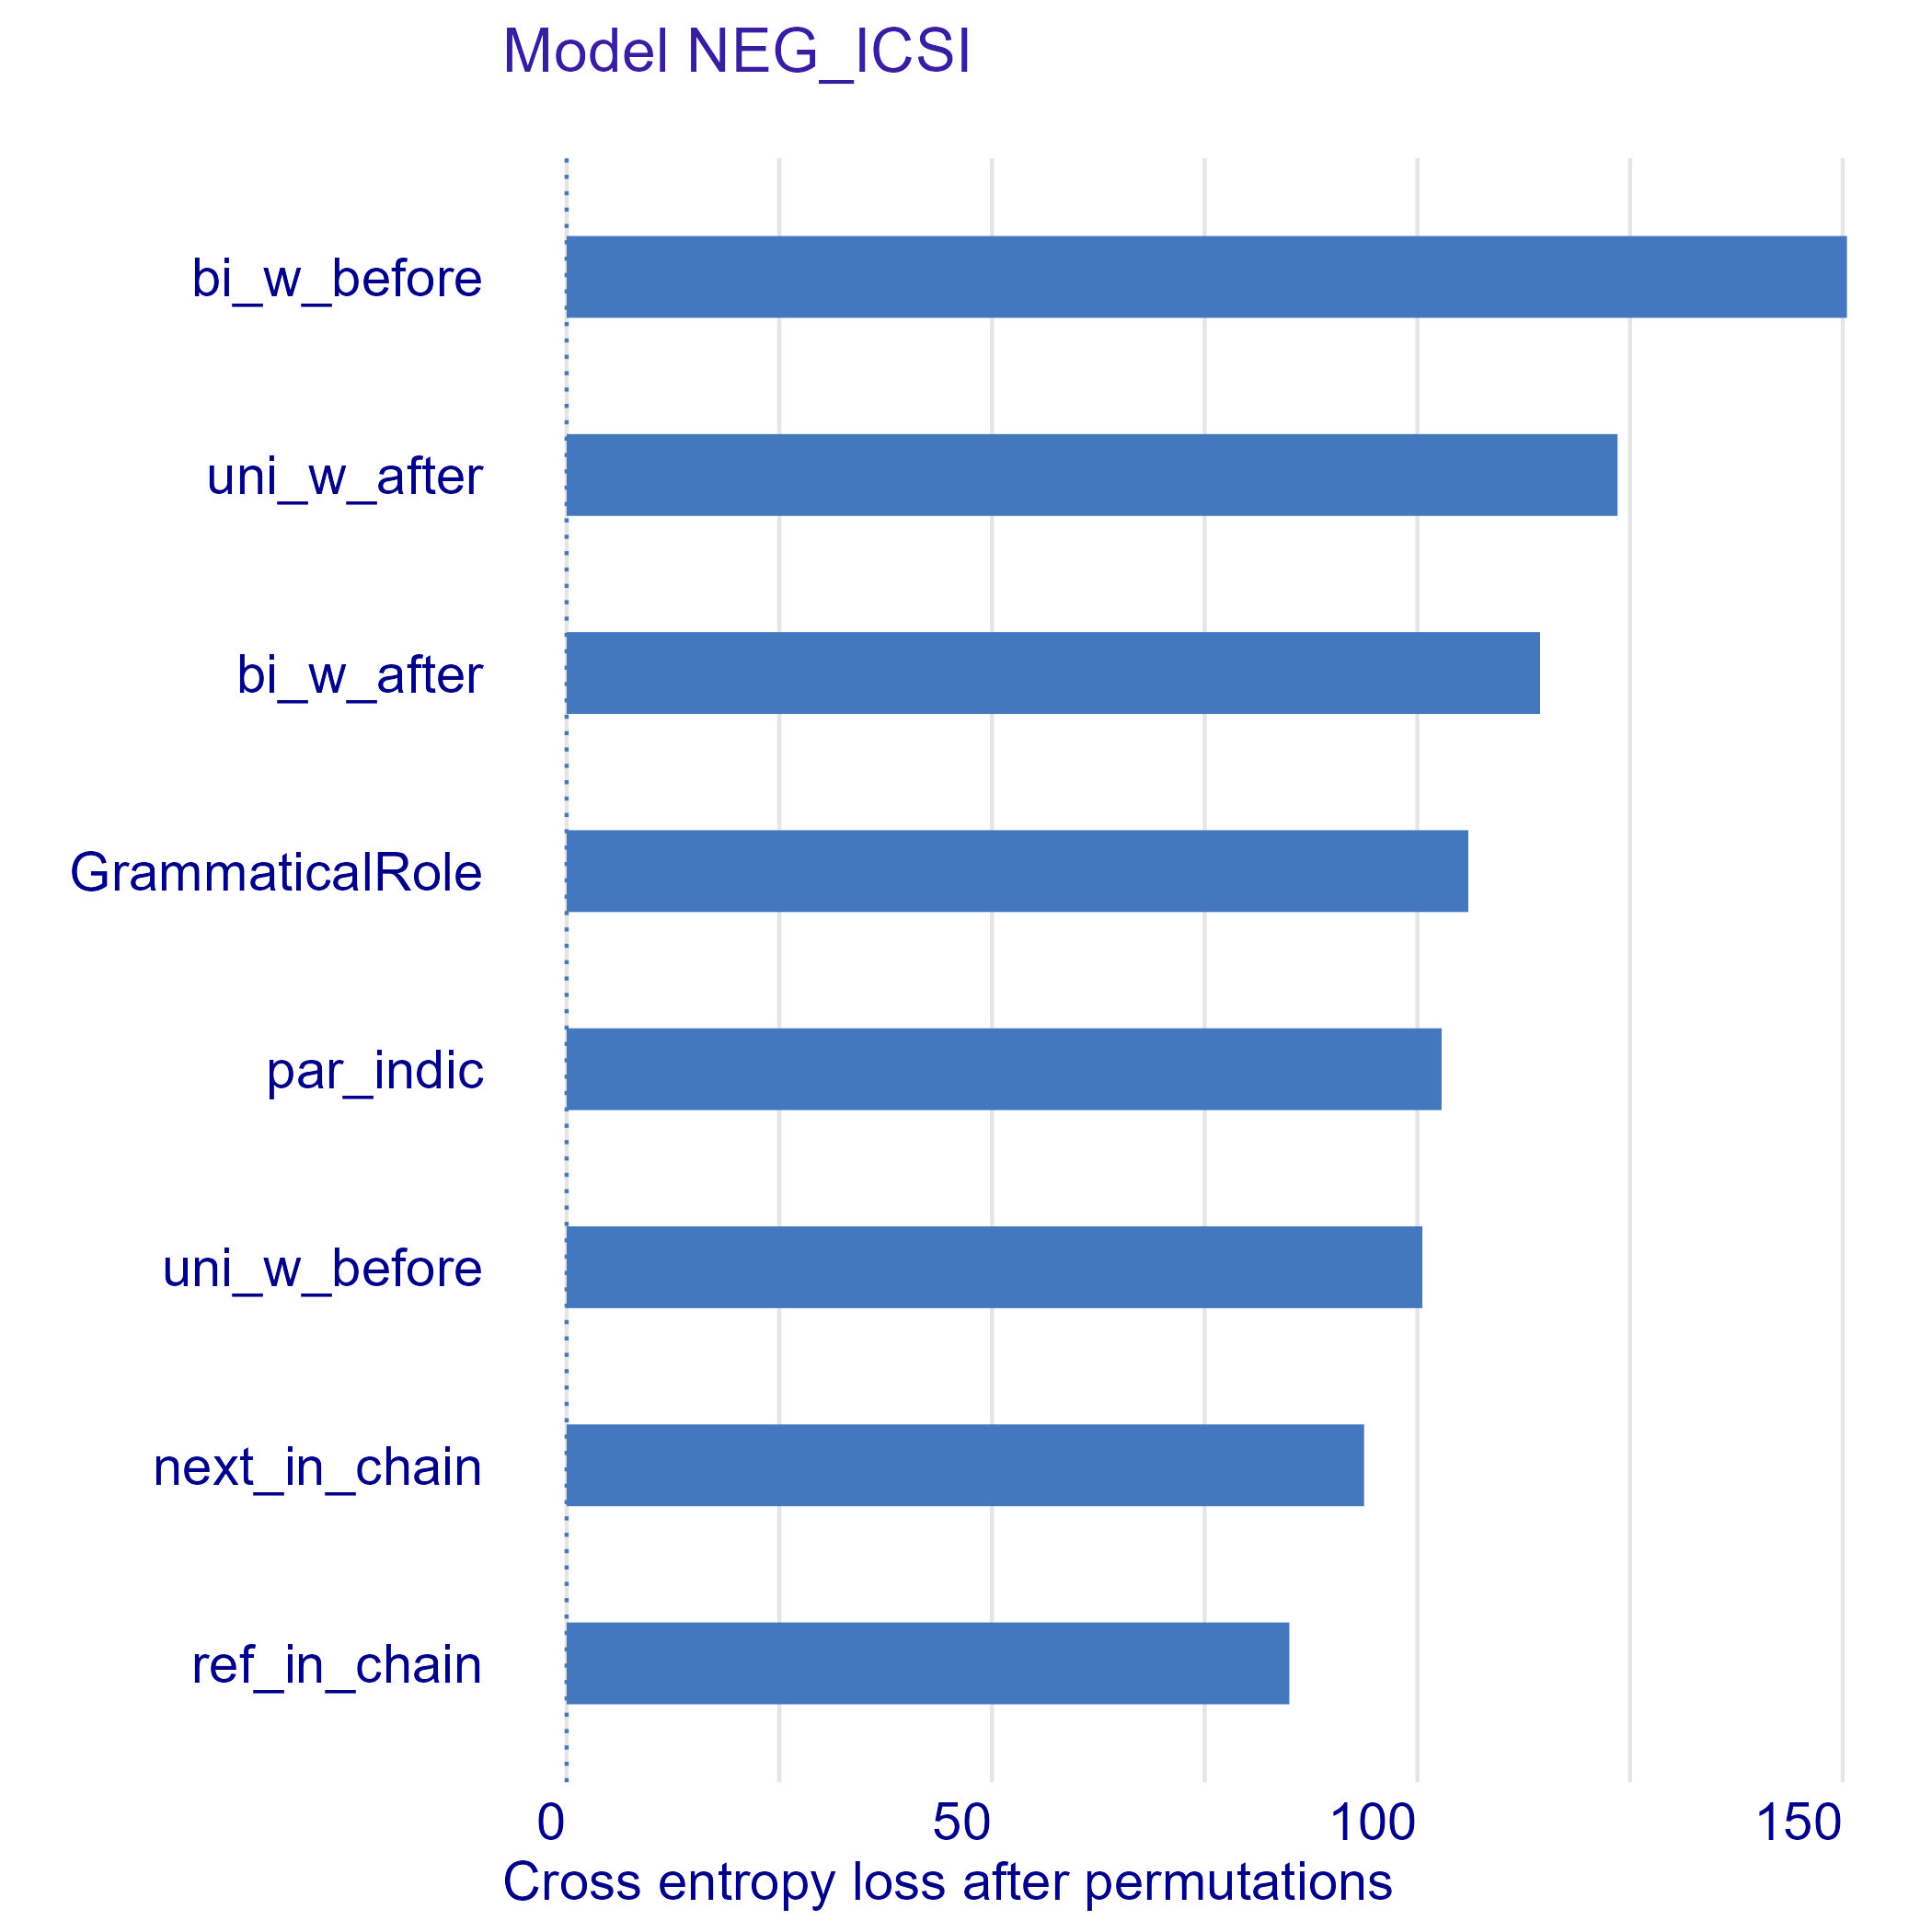 Model NEG_ICSI
bi_w_before
uni_w_after
bi_w_after
GrammaticalRole
par_indic
uni_w_before
next_in_chain
ref_in_chain
0 50 100 150
Cross entropy loss after permutations